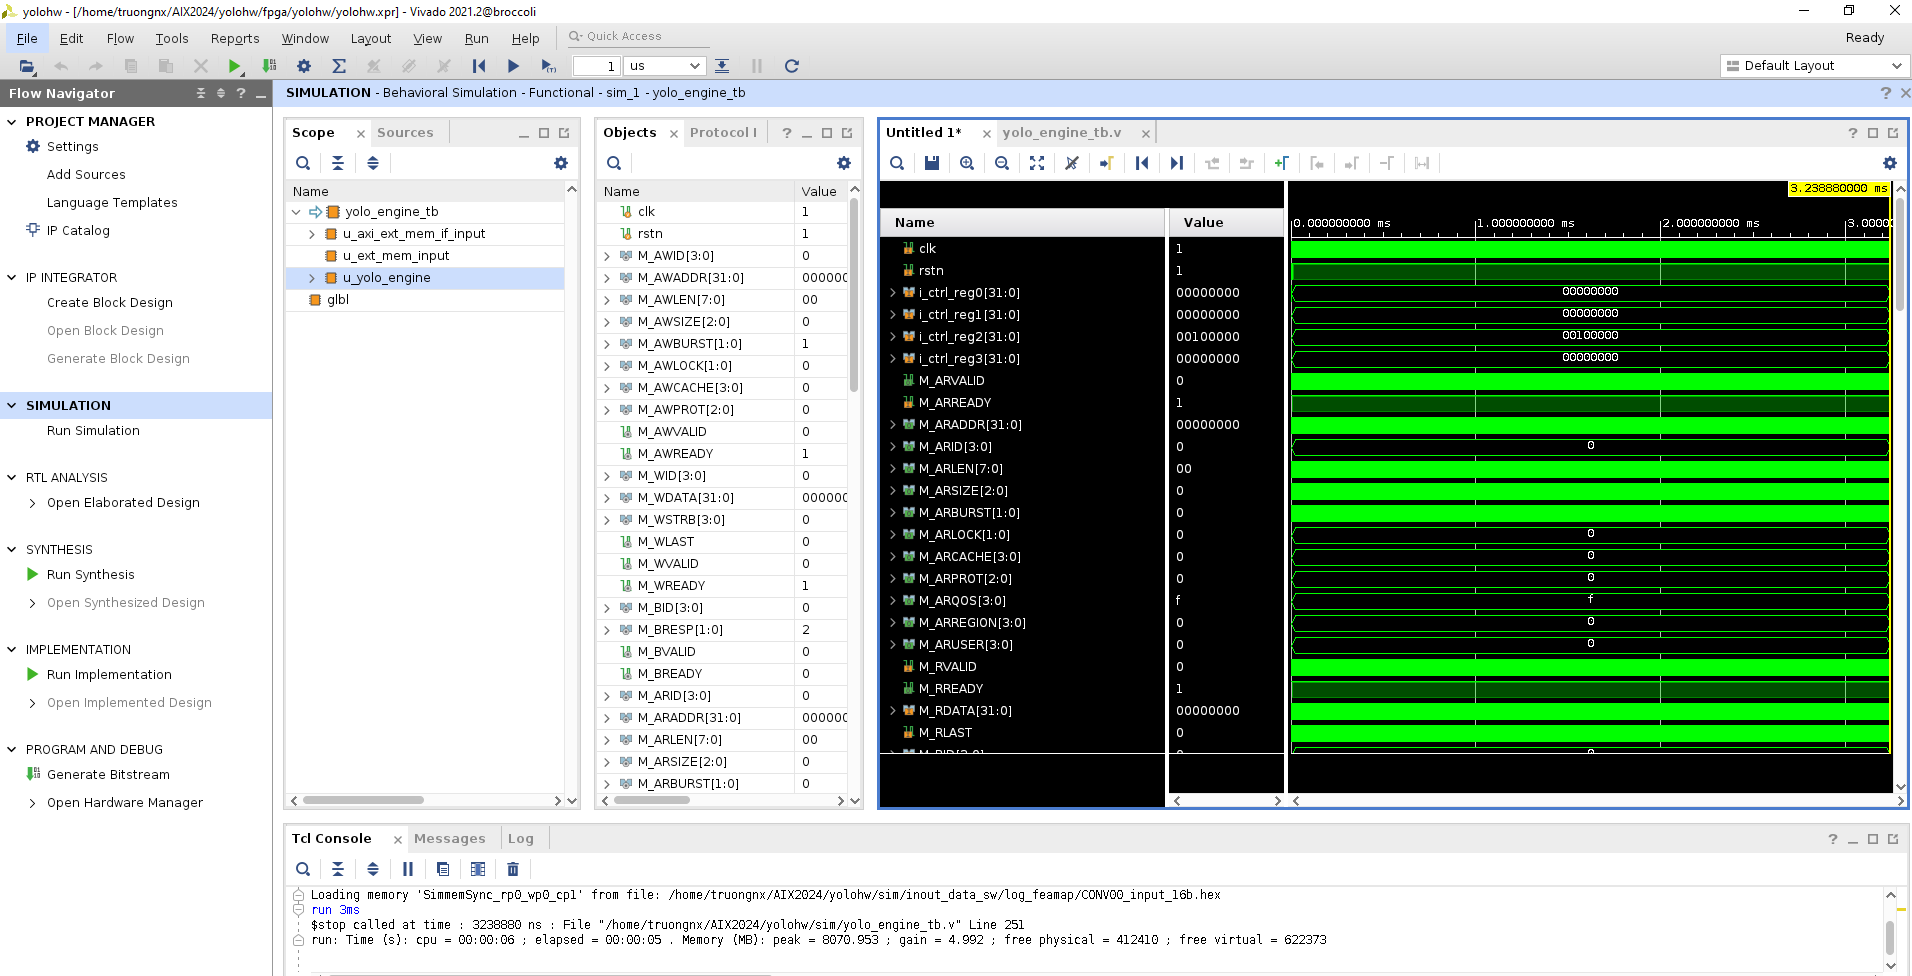 yolohw - [/home/truongnx/AIX2024/yolohw/fpga/yolohw/yolohw.xpr] - Vivado 2021.2@broccoli
File Edit Flow Tools Reports Window Layout View Run Help Quick Access Ready
1 us Default Layout
Flow Navigator
PROJECT MANAGER
Settings
Add Sources
Language Templates
IP Catalog
IP INTEGRATOR
Create Block Design
Open Block Design
Generate Block Design
SIMULATION
Run Simulation
RTL ANALYSIS
Open Elaborated Design
SYNTHESIS
Run Synthesis
Open Synthesized Design
IMPLEMENTATION
Run Implementation
Open Implemented Design
PROGRAM AND DEBUG
Generate Bitstream
Open Hardware Manager
SIMULATION - Behavioral Simulation - Functional - sim_1 - yolo_engine_tb
Scope Sources
Name
yolo_engine_tb
u_axi_ext_mem_if_input
u_ext_mem_input
u_yolo_engine
glbl
Objects Protocol I
Name Value
clk 1
rstn 1
M_AWID[3:0] 0
M_AWADDR[31:0] 000000
M_AWLEN[7:0] 00
M_AWSIZE[2:0] 0
M_AWBURST[1:0] 1
M_AWLOCK[1:0] 0
M_AWCACHE[3:0] 0
M_AWPROT[2:0] 0
M_AWVALID 0
M_AWREADY 1
M_WID[3:0] 0
M_WDATA[31:0] 000000
M_WSTRB[3:0] 0
M_WLAST 0
M_WVALID 0
M_WREADY 1
M_BID[3:0] 0
M_BRESP[1:0] 2
M_BVALID 0
M_BREADY 0
M_ARID[3:0] 0
M_ARADDR[31:0] 000000
M_ARLEN[7:0] 00
M_ARSIZE[2:0] 0
M_ARBURST[1:0] 0
Untitled 1* yolo_engine_tb.v
3.238880000 ms
Name Value 0.000000000 ms 1.000000000 ms 2.000000000 ms 3.00000
clk 1
rstn 1
i_ctrl_reg0[31:0] 00000000 00000000
i_ctrl_reg1[31:0] 00000000 00000000
i_ctrl_reg2[31:0] 00100000 00100000
i_ctrl_reg3[31:0] 00000000 00000000
M_ARVALID 0
M_ARREADY 1
M_ARADDR[31:0] 00000000
M_ARID[3:0] 0 0
M_ARLEN[7:0] 00
M_ARSIZE[2:0] 0
M_ARBURST[1:0] 0
M_ARLOCK[1:0] 0 0
M_ARCACHE[3:0] 0 0
M_ARPROT[2:0] 0 0
M_ARQOS[3:0] f f
M_ARREGION[3:0] 0 0
M_ARUSER[3:0] 0 0
M_RVALID 0
M_RREADY 1
M_RDATA[31:0] 00000000
M_RLAST 0
Tcl Console Messages Log
Loading memory 'SimmemSync_rp0_wp0_cp1' from file: /home/truongnx/AIX2024/yolohw/sim/inout_data_sw/log_feamap/CONV00_input_16b.hex
run 3ms
$stop called at time : 3238880 ns : File "/home/truongnx/AIX2024/yolohw/sim/yolo_engine_tb.v" Line 251
run: Time (s): cpu = 00:00:06 ; elapsed = 00:00:05 . Memory (MB): peak = 8070.953 ; gain = 4.992 ; free physical = 412410 ; free virtual = 622373